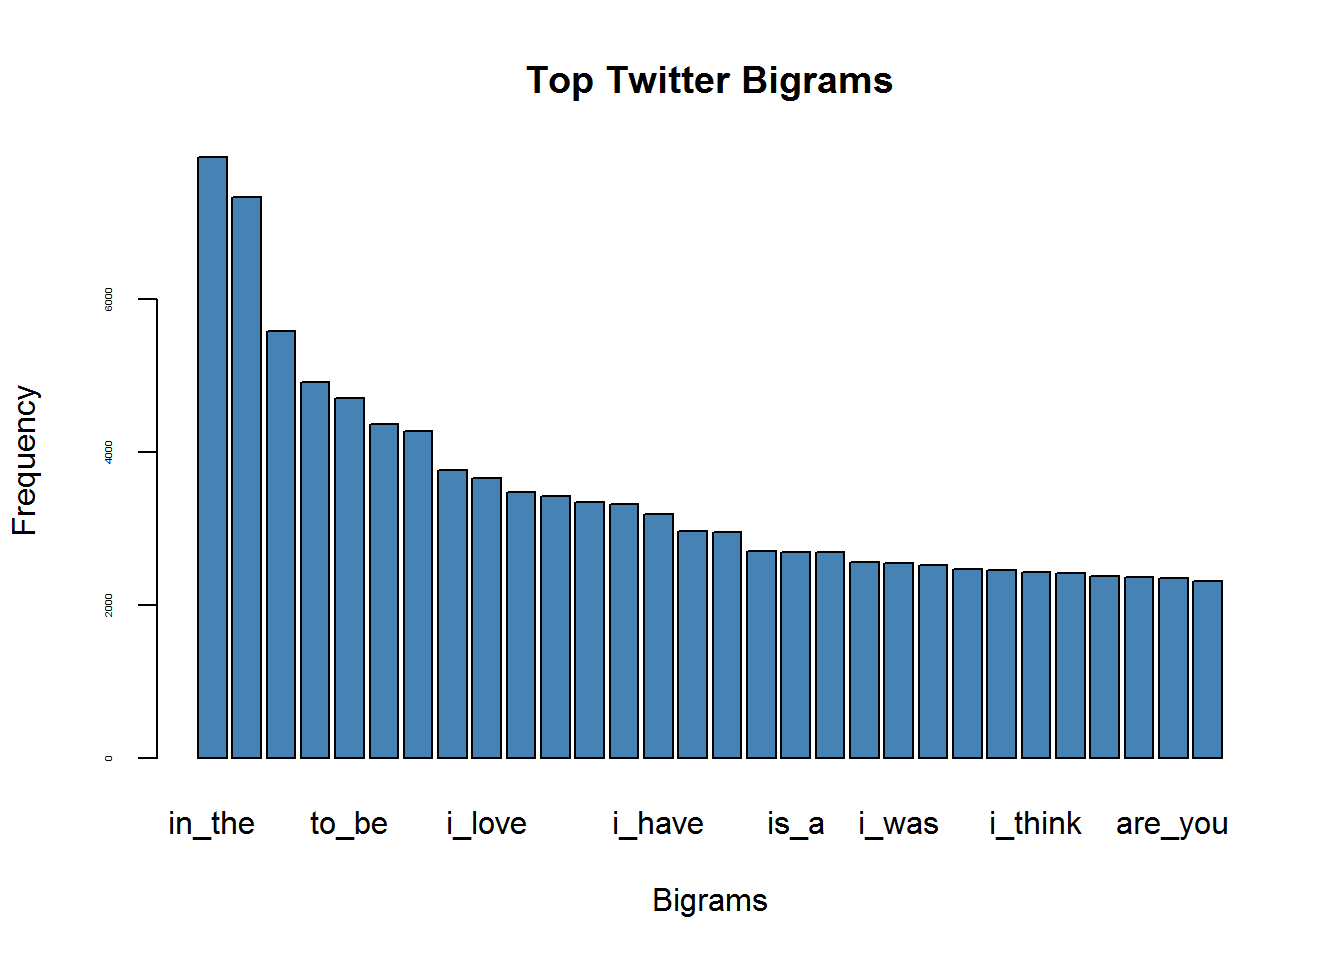 Top Twitter Bigrams
Frequency
6000
4000
2000
0
in_the to_be i_love i_have is_a i_was i_think are_you
Bigrams